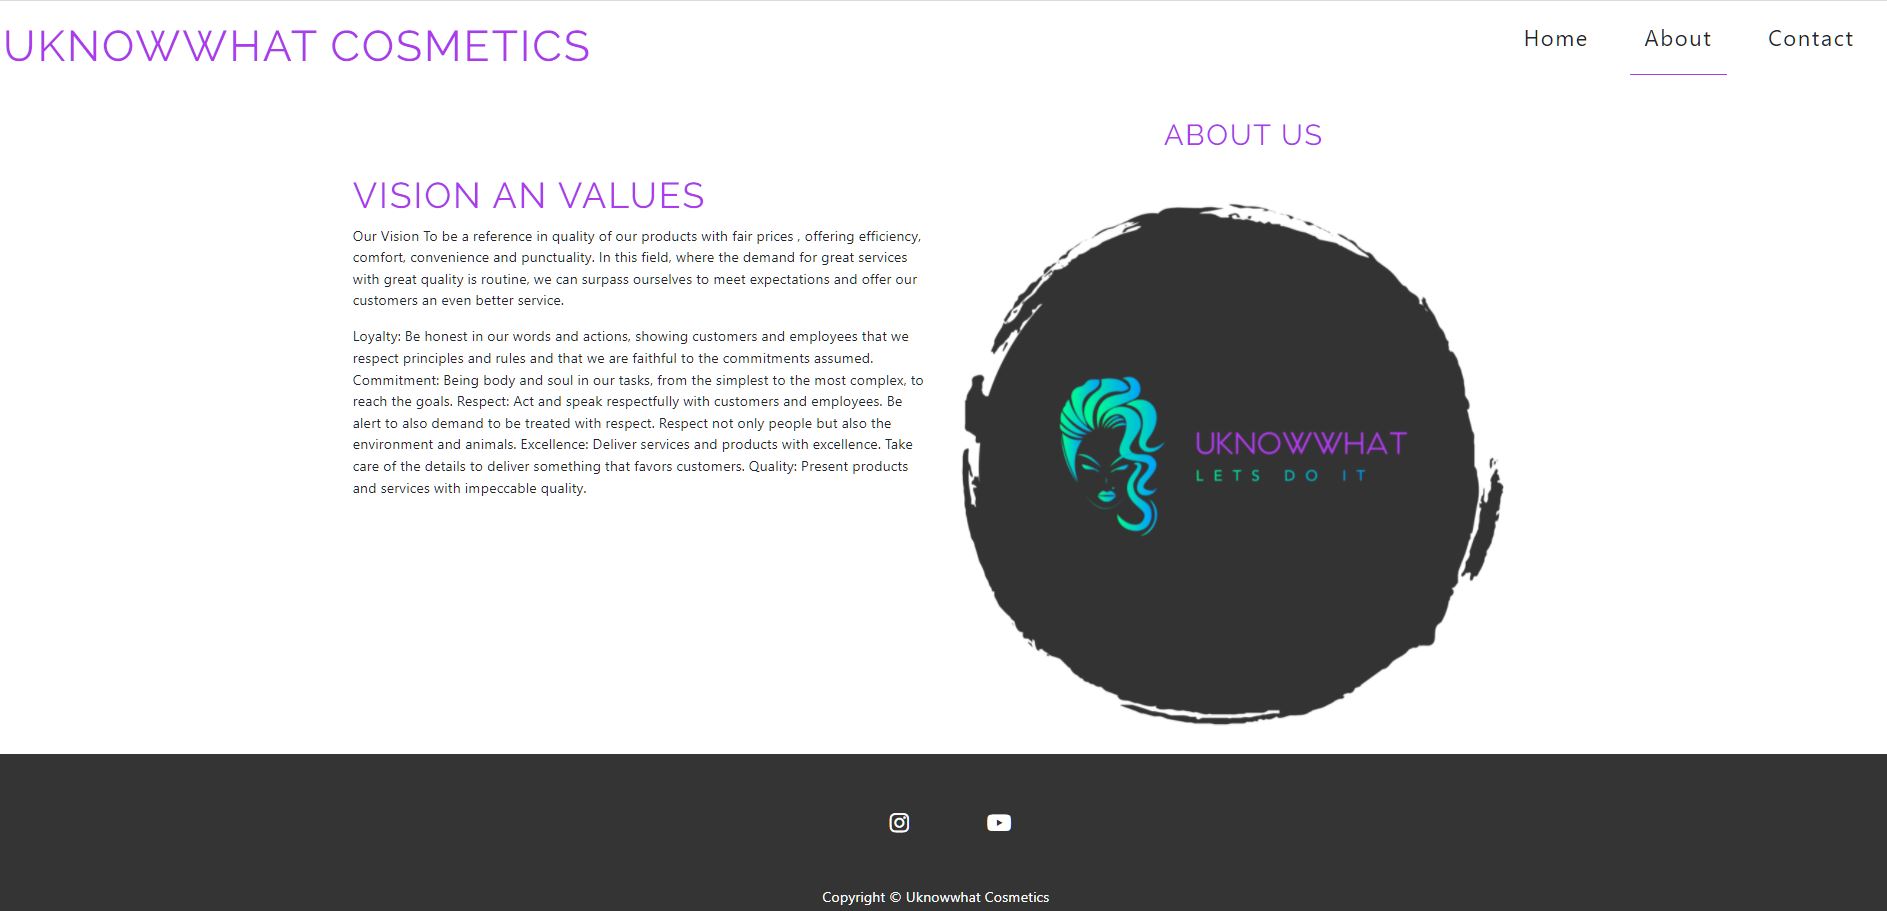 UKNOWWHAT COSMETICS
Home About Contact
ABOUT US
VISION AN VALUES
Our Vision To be a reference in quality of our products with fair prices , offering efficiency,
comfort, convenience and punctuality. In this field, where the demand for great services
with great quality is routine, we can surpass ourselves to meet expectations and offer our
customers an even better service.
Loyalty: Be honest in our words and actions, showing customers and employees that we
respect principles and rules and that we are faithful to the commitments assumed.
Commitment: Being body and soul in our tasks, from the simplest to the most complex, to
reach the goals. Respect: Act and speak respectfully with customers and employees. Be
alert to also demand to be treated with respect. Respect not only people but also the
environment and animals. Excellence: Deliver services and products with excellence. Take
care of the details to deliver something that favors customers. Quality: Present products
and services with impeccable quality.
UKNOWWHAT
LETS DO IT
Copyright © Uknowwhat Cosmetics